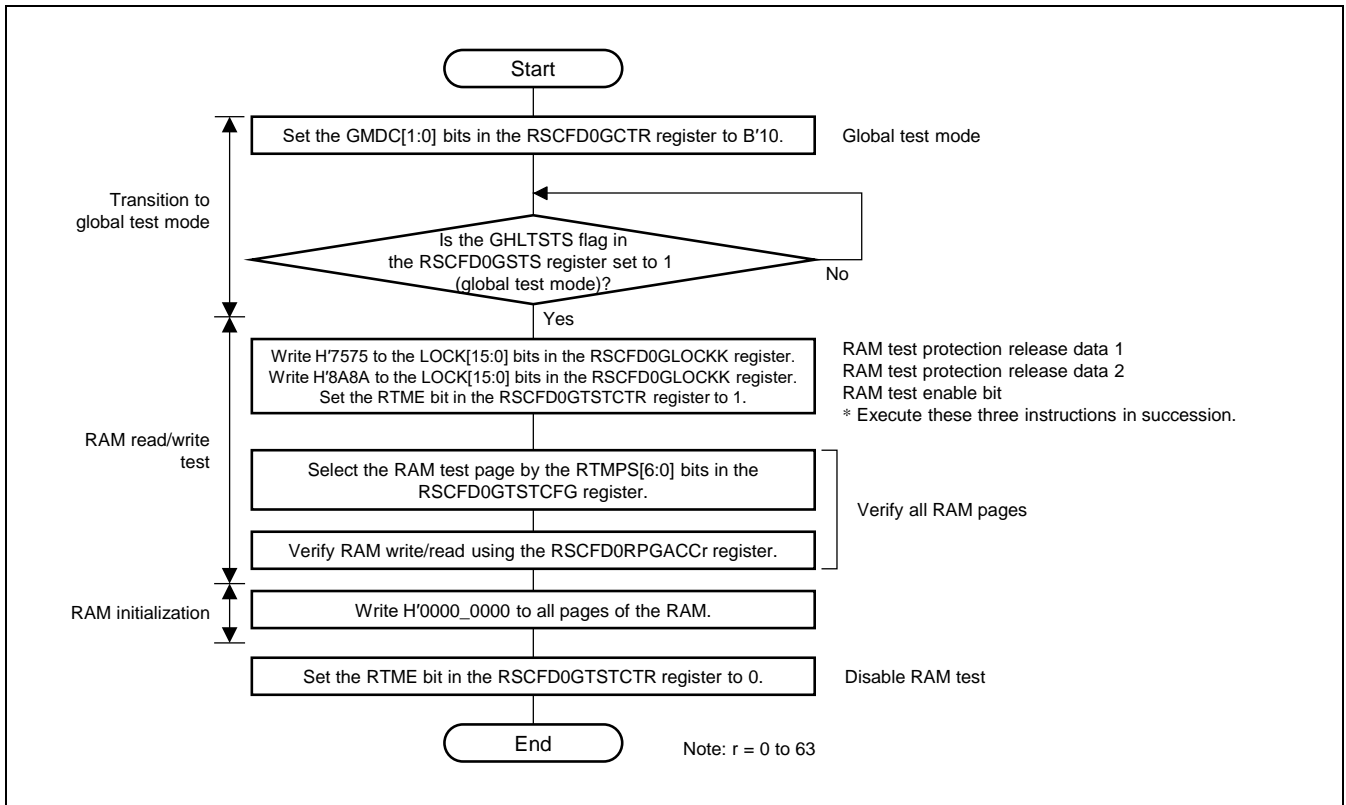 Start
Set the GMDC[1:0] bits in the RSCFD0GCTR register to B′10.
Global test mode
Transition to
global test mode
Is the GHLTSTS flag in
the RSCFD0GSTS register set to 1
(global test mode)?
No
Yes
Write H′7575 to the LOCK[15:0] bits in the RSCFD0GLOCKK register.
Write H′8A8A to the LOCK[15:0] bits in the RSCFD0GLOCKK register.
Set the RTME bit in the RSCFD0GTSTCTR register to 1.
RAM test protection release data 1
RAM test protection release data 2
RAM test enable bit
* Execute these three instructions in succession.
RAM read/write
test
Select the RAM test page by the RTMPS[6:0] bits in the
RSCFD0GTSTCFG register.
Verify all RAM pages
Verify RAM write/read using the RSCFD0RPGACCr register.
RAM initialization
Write H′0000_0000 to all pages of the RAM.
Set the RTME bit in the RSCFD0GTSTCTR register to 0.
Disable RAM test
End
Note: r = 0 to 63